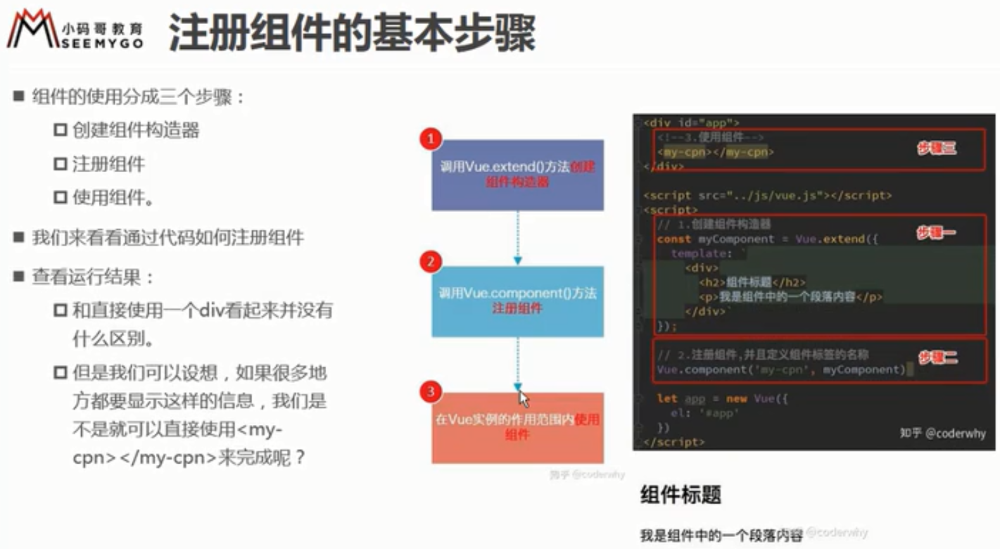 小码哥教育
SEEMYGO
注册组件的基本步骤
组件的使用分成三个步骤：
创建组件构造器
注册组件
使用组件。
我们来看看通过代码如何注册组件
查看运行结果：
和直接使用一个div看起来并没有
什么区别。
但是我们可以设想，如果很多地
方都要显示这样的信息，我们是
不是就可以直接使用<my-
cpn></my-cpn>来完成呢？
1
调用Vue.extend()方法创建
组件构造器
2
调用Vue.component()方法
注册组件
3
在Vue实例的作用范围内使用
组件
知乎 @coderwhy
<div id="app">
<!--3.使用组件-->
<my-cpn></my-cpn>
步骤三
</div>
<script src="../js/vue.js"></script>
<script>
// 1.创建组件构造器
步骤一
const myComponent = Vue.extend({
template: `
<div>
<h2>组件标题</h2>
<p>我是组件中的一个段落内容</p>
</div>`
});
// 2.注册组件,并且定义组件标签的名称
步骤二
Vue.component('my-cpn', myComponent)
let app = new Vue({
el: '#app'
})
</script>
知乎 @coderwhy
组件标题
我是组件中的一个段落内容
知乎 @coderwhy